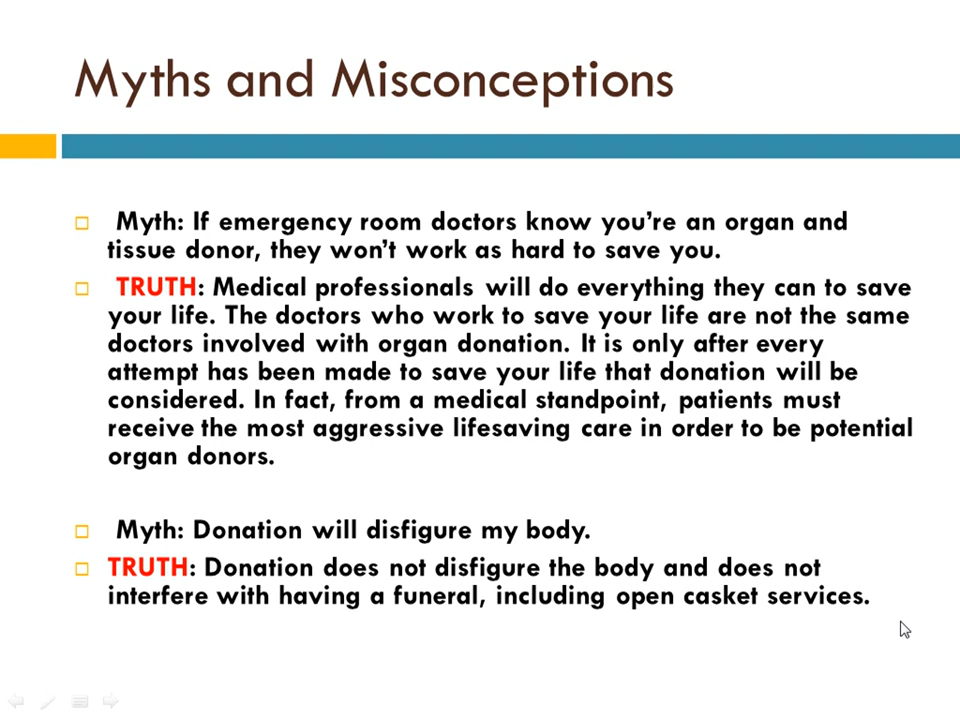 Myths and Misconceptions
Myth: If emergency room doctors know you’re an organ and
tissue donor, they won’t work as hard to save you.
TRUTH: Medical professionals will do everything they can to save
your life. The doctors who work to save your life are not the same
doctors involved with organ donation. It is only after every
attempt has been made to save your life that donation will be
considered. In fact, from a medical standpoint, patients must
receive the most aggressive lifesaving care in order to be potential
organ donors.
Myth: Donation will disfigure my body.
TRUTH: Donation does not disfigure the body and does not
interfere with having a funeral, including open casket services.